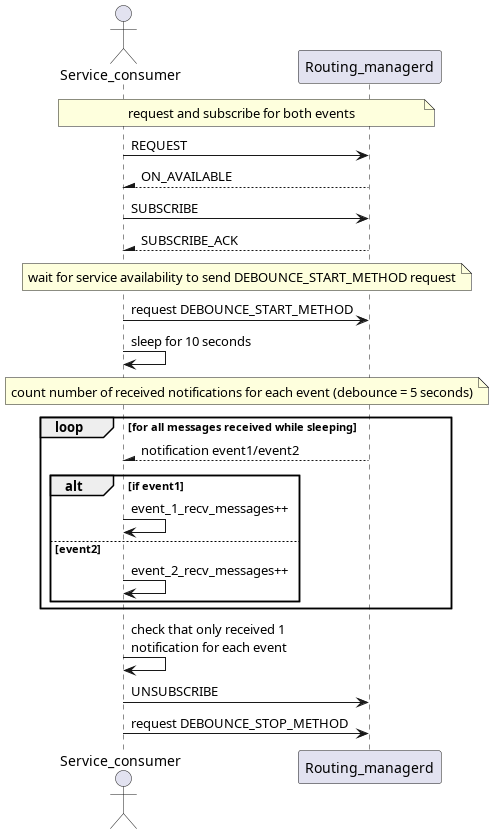 Service_consumer
Routing_managerd
request and subscribe for both events
REQUEST
ON_AVAILABLE
SUBSCRIBE
SUBSCRIBE_ACK
wait for service availability to send DEBOUNCE_START_METHOD request
request DEBOUNCE_START_METHOD
sleep for 10 seconds
count number of received notifications for each event (debounce = 5 seconds)
loop
[for all messages received while sleeping]
notification event1/event2
alt
[if event1]
event_1_recv_messages++
[event2]
event_2_recv_messages++
check that only received 1
notification for each event
UNSUBSCRIBE
request DEBOUNCE_STOP_METHOD
Service_consumer
Routing_managerd